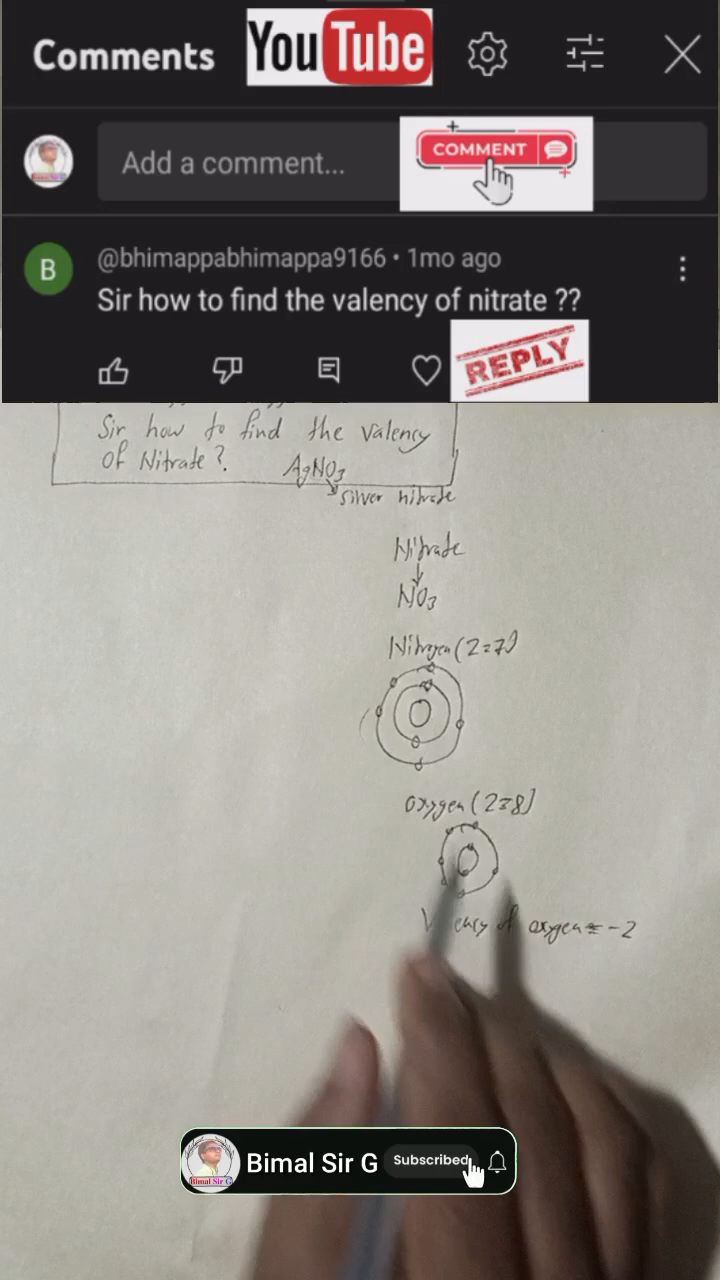 Comments YouTube
Add a comment... COMMENT
B @bhimappabhimappa9166 • 1mo ago
Sir how to find the valency of nitrate ??
REPLY
Sir how to find the valency
of Nitrate?. AgNO3
silver nitrate
Nitrate
NO3
Nitrogen (Z=7)
oxygen (Z=8)
of oxygen = -2
Bimal Sir G Subscribed
Bimal Sir G